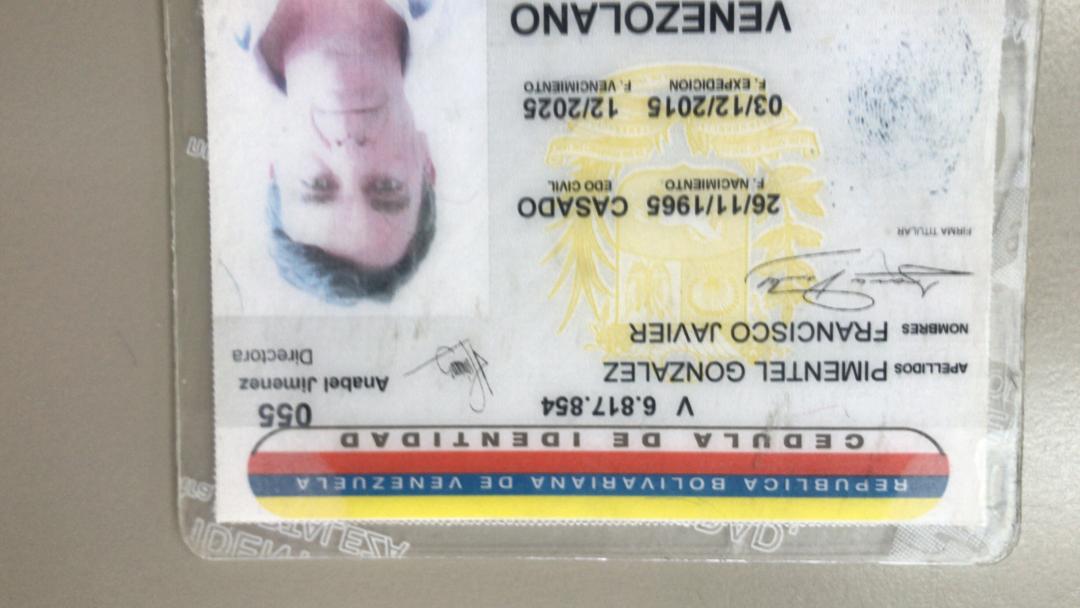 REPUBLICA BOLIVARIANA DE VENEZUELA
CEDULA DE IDENTIDAD
V 6.817.854
055
APELLIDOS PIMENTEL GONZALEZ
Anabel Jimenez
Directora
NOMBRES FRANCISCO JAVIER
FIRMA TITULAR
26/11/1965 CASADO
F. NACIMIENTO EDO CIVIL
03/12/2015 12/2025
F. EXPEDICION F. VENCIMIENTO
VENEZOLANO